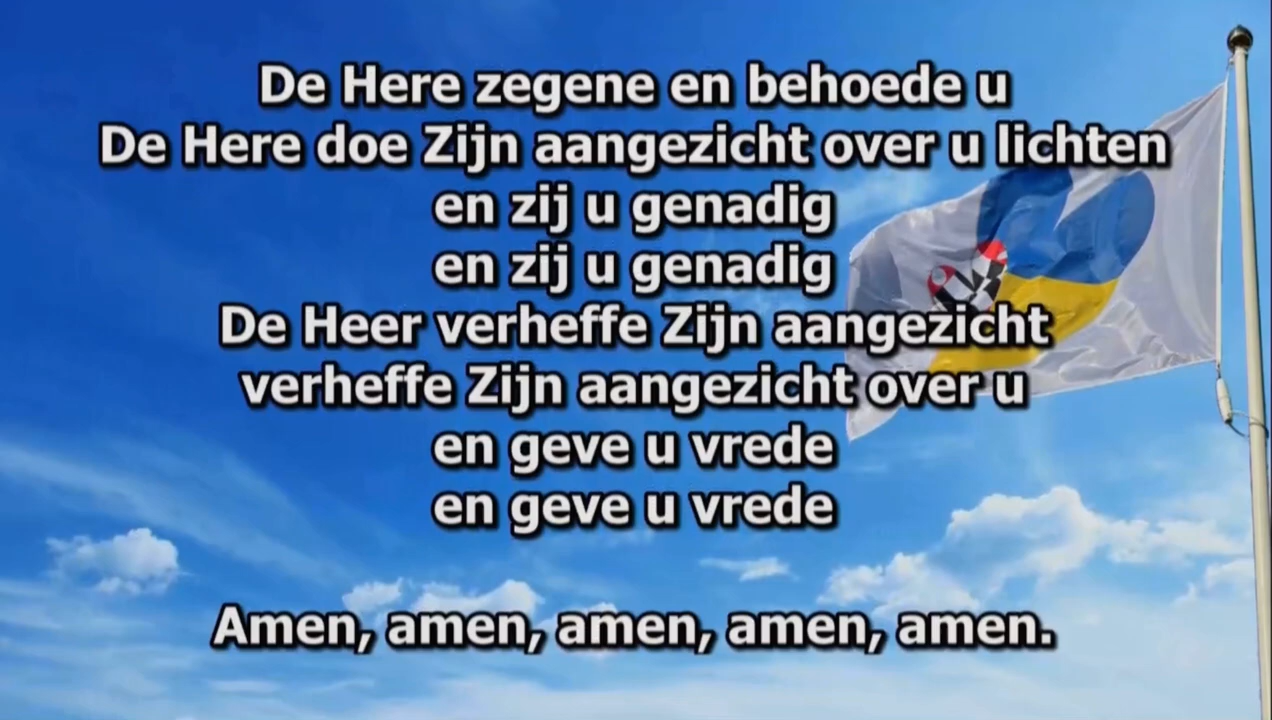 De Here zegene en behoede u
De Here doe Zijn aangezicht over u lichten
en zij u genadig
en zij u genadig
De Heer verheffe Zijn aangezicht
verheffe Zijn aangezicht over u
en geve u vrede
en geve u vrede
Amen, amen, amen, amen, amen.